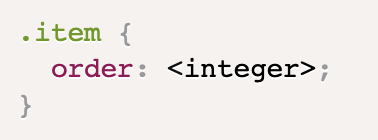 .item {
  order: <integer>;
}